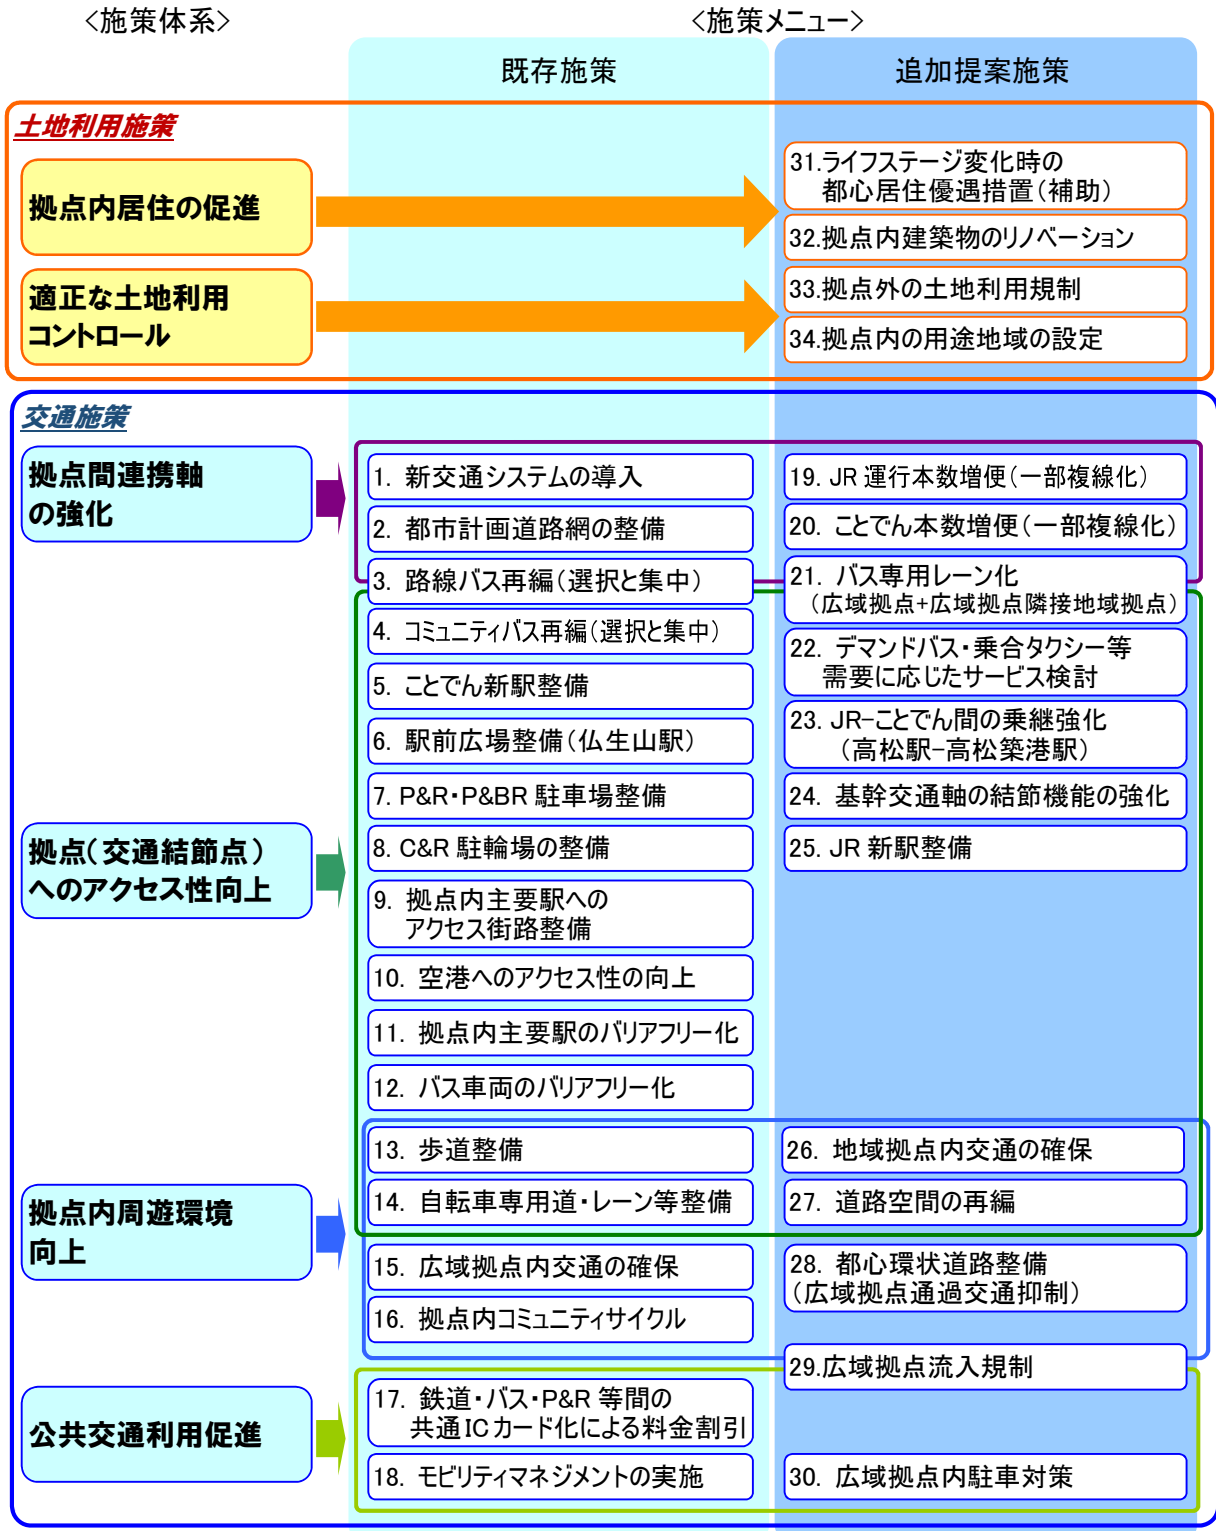 <施策体系>
<施策メニュー>
既存施策
追加提案施策
土地利用施策
拠点内居住の促進
31.ライフステージ変化時の
都心居住優遇措置（補助）
32.拠点内建築物のリノベーション
適正な土地利用
コントロール
33.拠点外の土地利用規制
34.拠点内の用途地域の設定
交通施策
拠点間連携軸
の強化
1. 新交通システムの導入
2. 都市計画道路網の整備
3. 路線バス再編（選択と集中）
4. コミュニティバス再編（選択と集中）
5. ことでん新駅整備
6. 駅前広場整備（仏生山駅）
7. P&R・P&BR 駐車場整備
8. C&R 駐輪場の整備
9. 拠点内主要駅への
アクセス街路整備
10. 空港へのアクセス性の向上
11. 拠点内主要駅のバリアフリー化
12. バス車両のバリアフリー化
19. JR 運行本数増便（一部複線化）
20. ことでん本数増便（一部複線化）
21. バス専用レーン化
（広域拠点+広域拠点隣接地域拠点）
22. デマンドバス・乗合タクシー等
需要に応じたサービス検討
23. JR-ことでん間の乗継強化
（高松駅-高松築港駅）
24. 基幹交通軸の結節機能の強化
25. JR 新駅整備
拠点（交通結節点）
へのアクセス性向上
13. 歩道整備
14. 自転車専用道・レーン等整備
15. 広域拠点内交通の確保
16. 拠点内コミュニティサイクル
26. 地域拠点内交通の確保
27. 道路空間の再編
28. 都心環状道路整備
（広域拠点通過交通抑制）
29.広域拠点流入規制
拠点内周遊環境
向上
公共交通利用促進
17. 鉄道・バス・P&R 等間の
共通ICカード化による料金割引
18. モビリティマネジメントの実施
30. 広域拠点内駐車対策